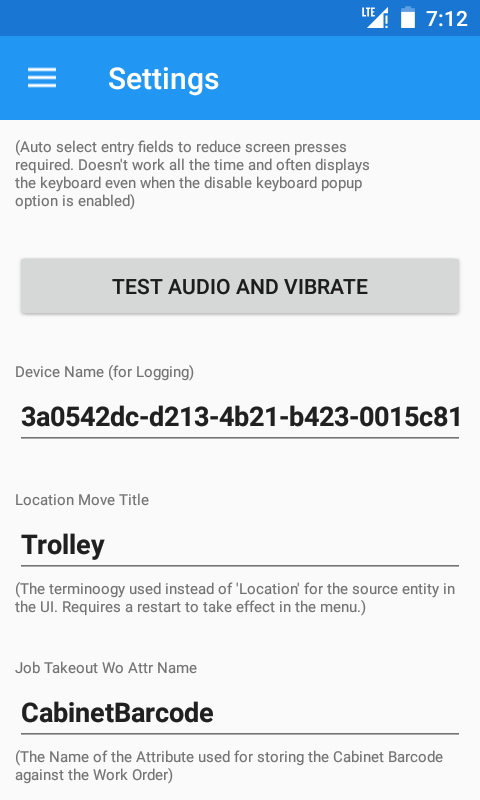 LTE 7:12
Settings
(Auto select entry fields to reduce screen presses
required. Doesn't work all the time and often displays
the keyboard even when the disable keyboard popup
option is enabled)
TEST AUDIO AND VIBRATE
Device Name (for Logging)
3a0542dc-d213-4b21-b423-0015c81
Location Move Title
Trolley
(The terminoogy used instead of 'Location' for the source entity in
the UI. Requires a restart to take effect in the menu.)
Job Takeout Wo Attr Name
CabinetBarcode
(The Name of the Attribute used for storing the Cabinet Barcode
against the Work Order)